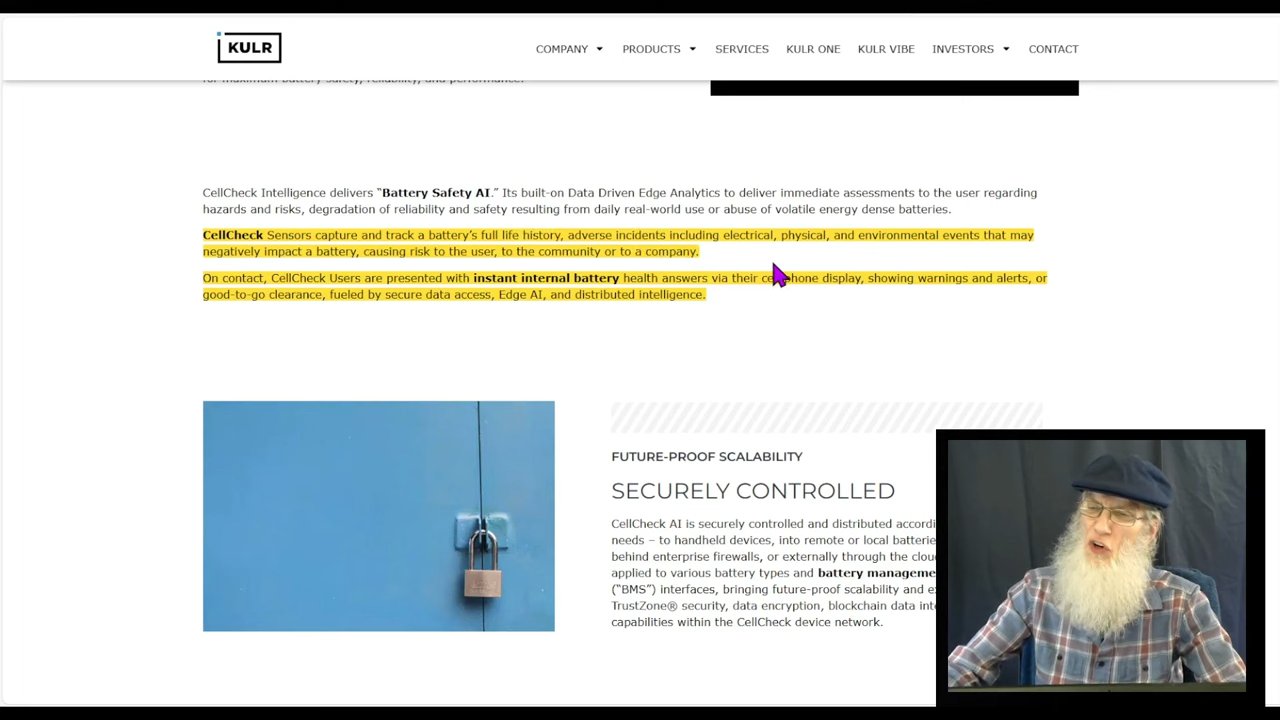 KULR
COMPANY PRODUCTS SERVICES KULR ONE KULR VIBE INVESTORS CONTACT
for maximum battery safety, reliability, and performance.
CellCheck Intelligence delivers “Battery Safety AI.” Its built-on Data Driven Edge Analytics to deliver immediate assessments to the user regarding
hazards and risks, degradation of reliability and safety resulting from daily real-world use or abuse of volatile energy dense batteries.
CellCheck Sensors capture and track a battery’s full life history, adverse incidents including electrical, physical, and environmental events that may
negatively impact a battery, causing risk to the user, to the community or to a company.
On contact, CellCheck Users are presented with instant internal battery health answers via their phone display, showing warnings and alerts, or
good-to-go clearance, fueled by secure data access, Edge AI, and distributed intelligence.
FUTURE-PROOF SCALABILITY
SECURELY CONTROLLED
CellCheck AI is securely controlled and distributed
needs – to handheld devices, into remote or local
behind enterprise firewalls, or externally through the
applied to various battery types and battery
(“BMS”) interfaces, bringing future-proof scalability and
TrustZone® security, data encryption, blockchain data
capabilities within the CellCheck device network.